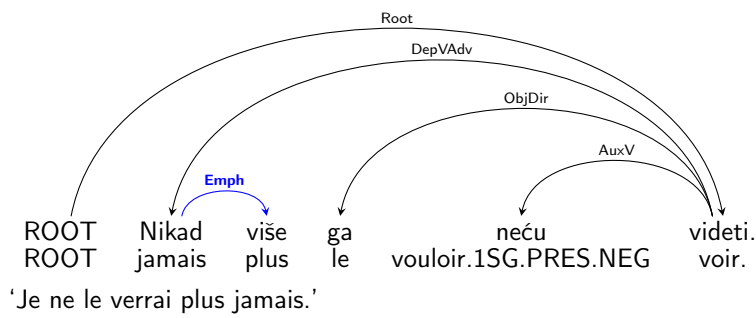 Root
DepVAdv
ObjDir
AuxV
Emph
ROOT Nikad više ga neću videti.
ROOT jamais plus le vouloir.1SG.PRES.NEG voir.
‘Je ne le verrai plus jamais.’